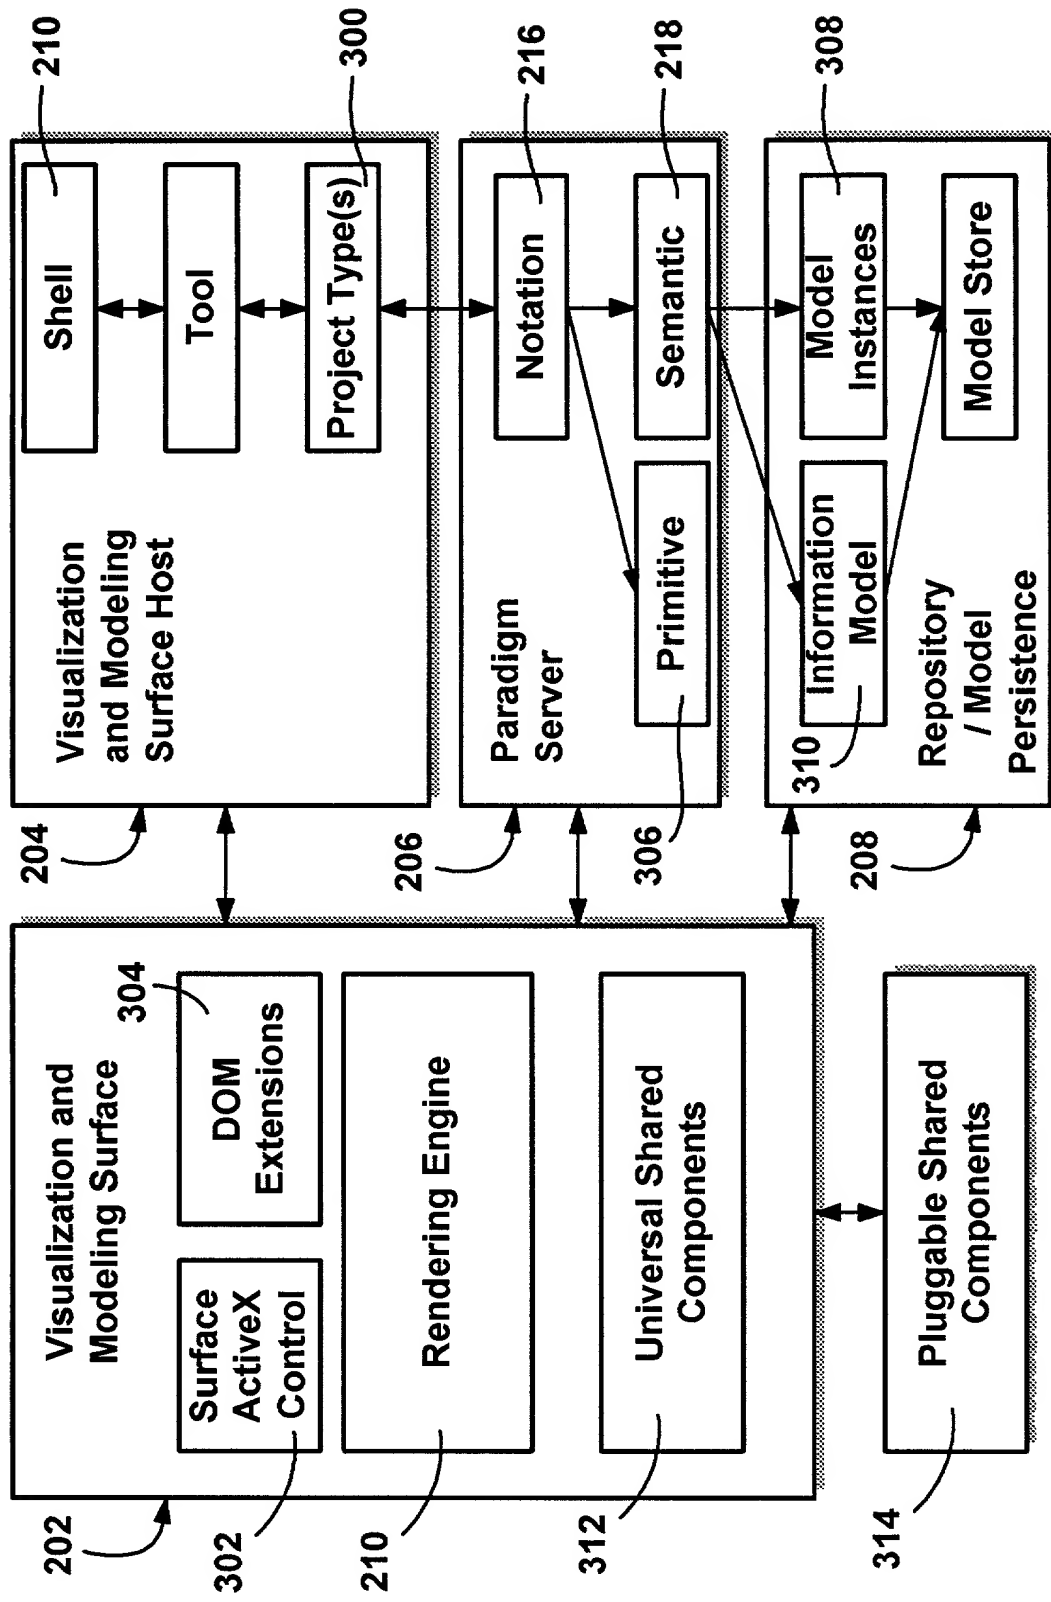 202
Visualization and
Modeling Surface
302
Surface
ActiveX
Control
304
DOM
Extensions
210
Rendering Engine
312
Universal Shared
Components
314
Pluggable Shared
Components
204
Visualization
and Modeling
Surface Host
210
Shell
Tool
300
Project Type(s)
206
Paradigm
Server
216
Notation
218
Semantic
306
Primitive
208
Repository
/ Model
Persistence
310
Information
Model
308
Model
Instances
Model Store